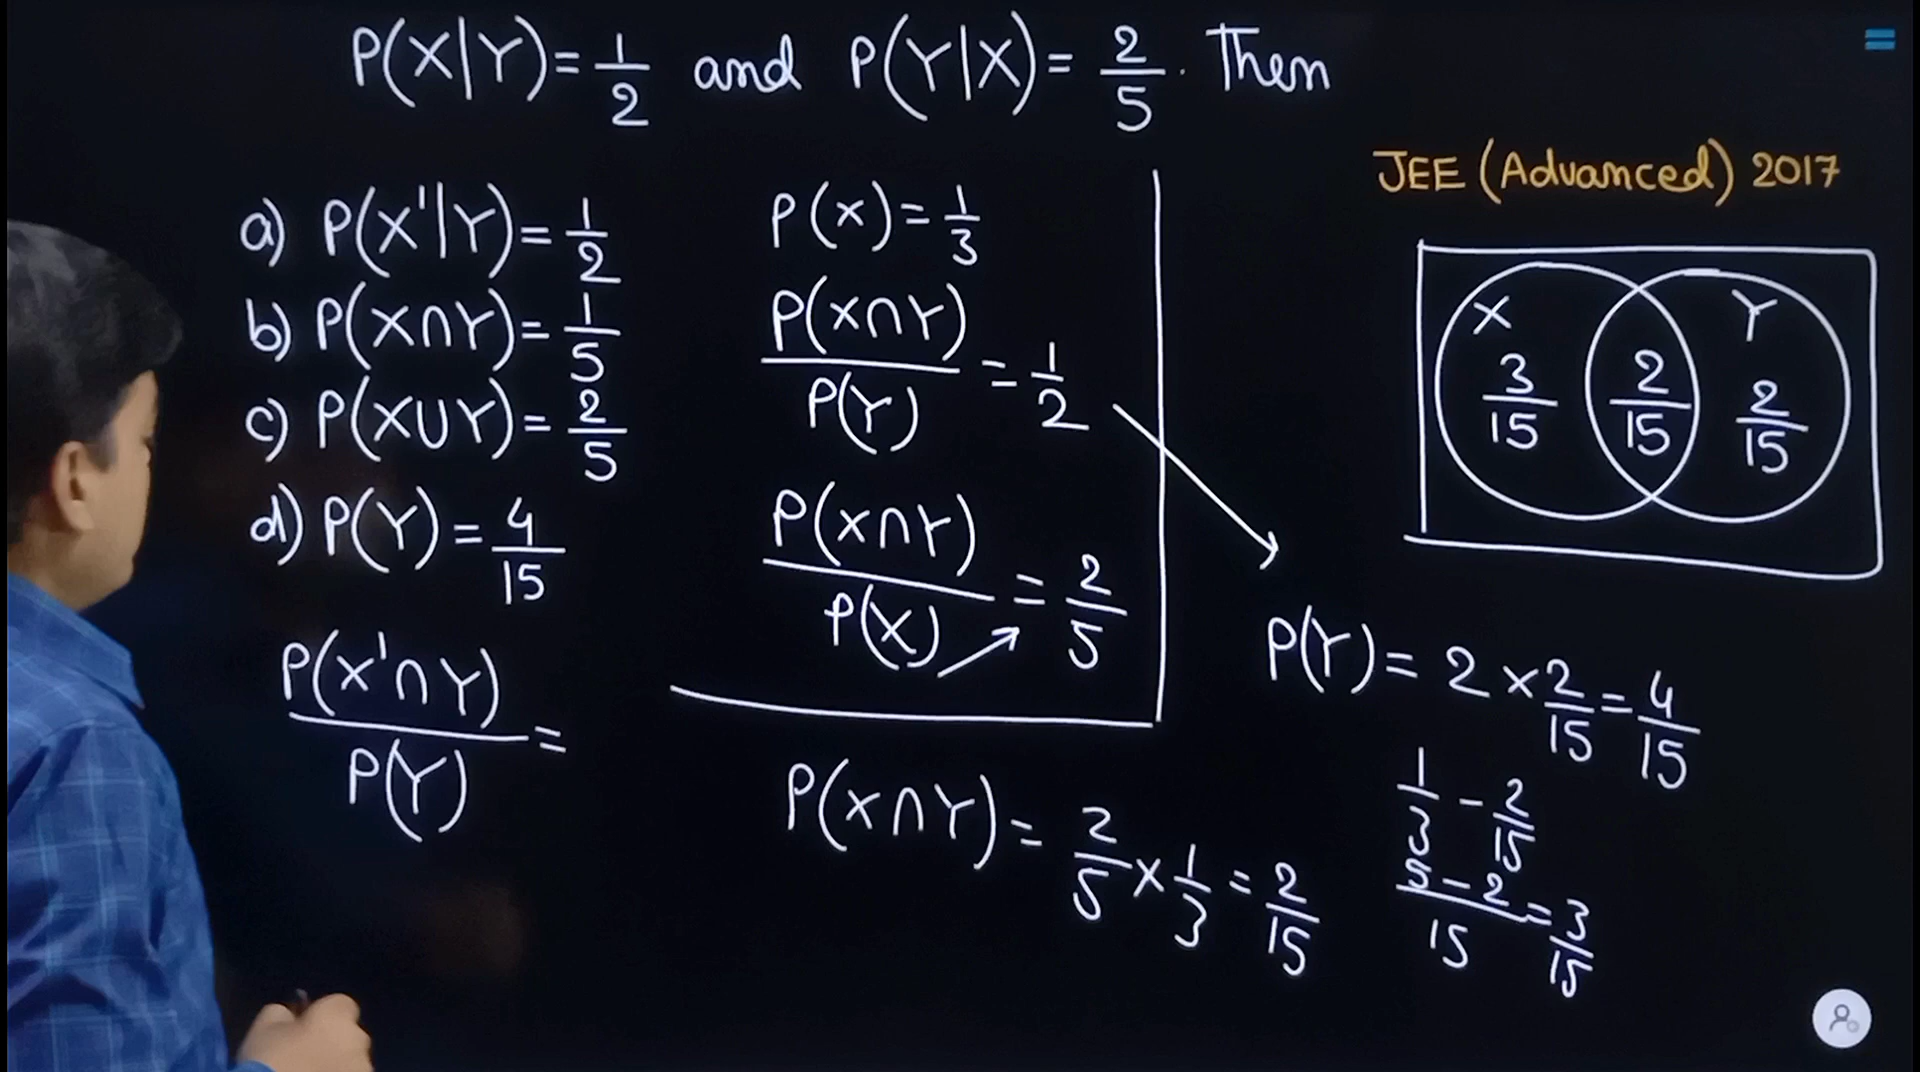 P(X|Y)= 1/2 and P(Y|X)= 2/5. Then
JEE (Advanced) 2017
a) P(X'|Y)= 1/2
b) P(X∩Y)= 1/5
c) P(X∪Y)= 2/5
d) P(Y)= 4/15
P(X'∩Y)/P(Y) =
P(X)= 1/3
P(X∩Y)/P(Y) = 1/2
P(X∩Y)/P(X) = 2/5
P(X∩Y)= 2/5 × 1/3 = 2/15
X
Y
3/15
2/15
2/15
P(Y)= 2 × 2/15 = 4/15
1/3 - 2/15
5-2/15 = 3/15